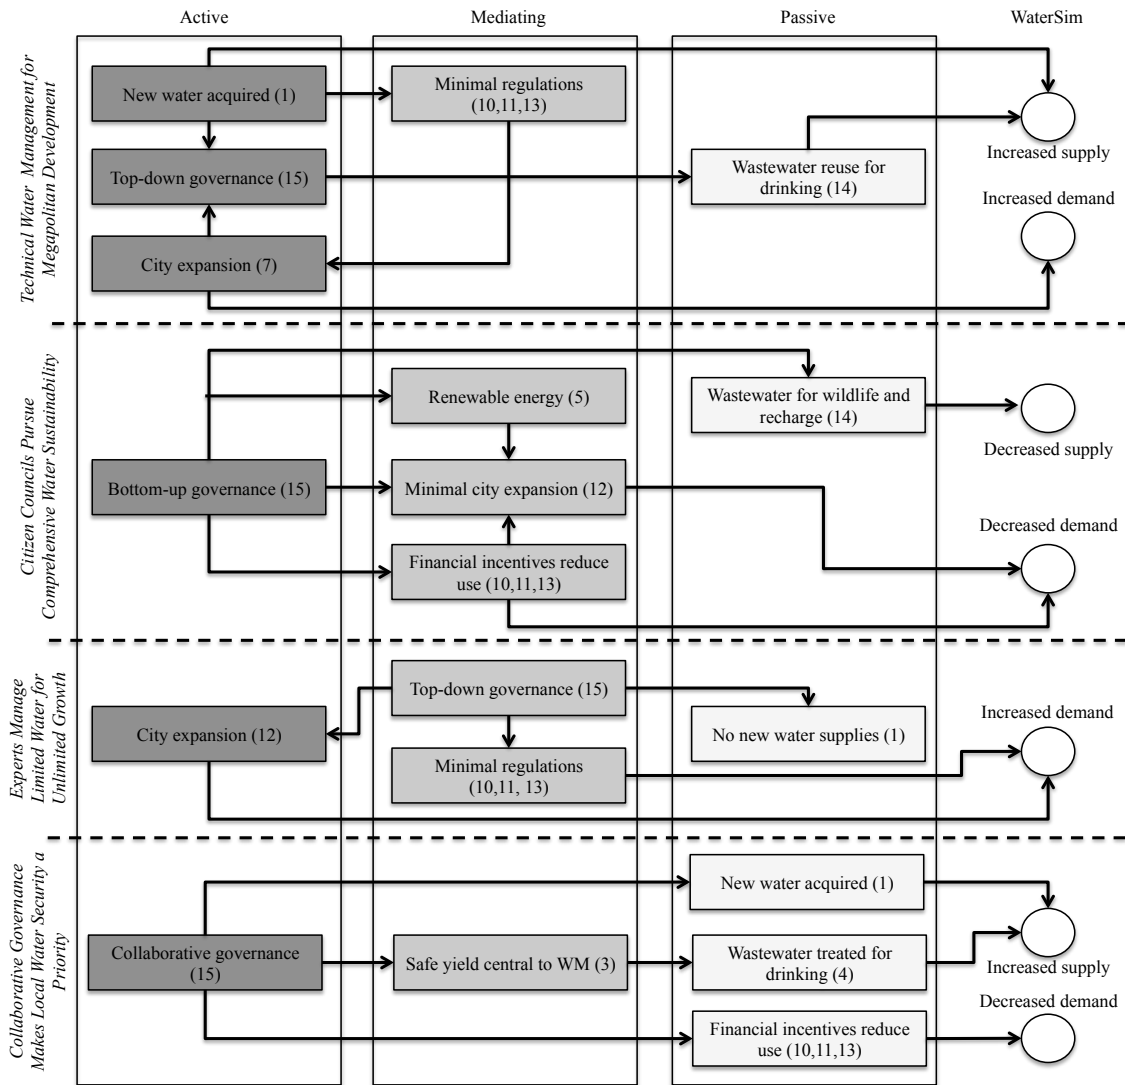 Active
Mediating
Passive
WaterSim
Technical Water Management for
Megapolitan Development
New water acquired (1)
Minimal regulations
(10,11,13)
Increased supply
Top-down governance (15)
Wastewater reuse for
drinking (14)
Increased demand
City expansion (7)
Citizen Councils Pursue
Comprehensive Water Sustainability
Renewable energy (5)
Wastewater for wildlife and
recharge (14)
Decreased supply
Bottom-up governance (15)
Minimal city expansion (12)
Decreased demand
Financial incentives reduce
use (10,11,13)
Experts Manage
Limited Water for
Unlimited Growth
Top-down governance (15)
City expansion (12)
No new water supplies (1)
Increased demand
Minimal regulations
(10,11, 13)
Collaborative Governance
Makes Local Water Security a
Priority
New water acquired (1)
Collaborative governance
(15)
Safe yield central to WM (3)
Wastewater treated for
drinking (4)
Increased supply
Decreased demand
Financial incentives reduce
use (10,11,13)